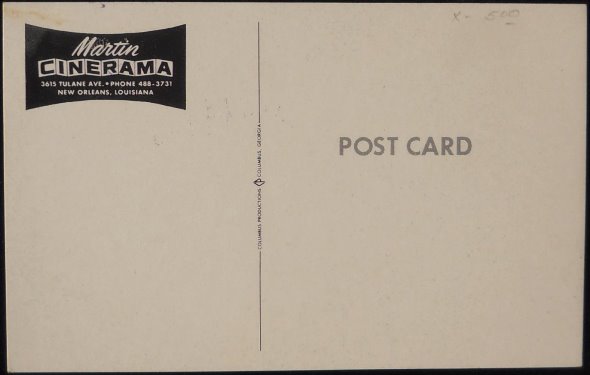 Martin
CINERAMA
3615 TULANE AVE. • PHONE 488-3731
NEW ORLEANS, LOUISIANA
X- 500
POST CARD
COLUMBUS PRODUCTIONS COLUMBUS, GEORGIA